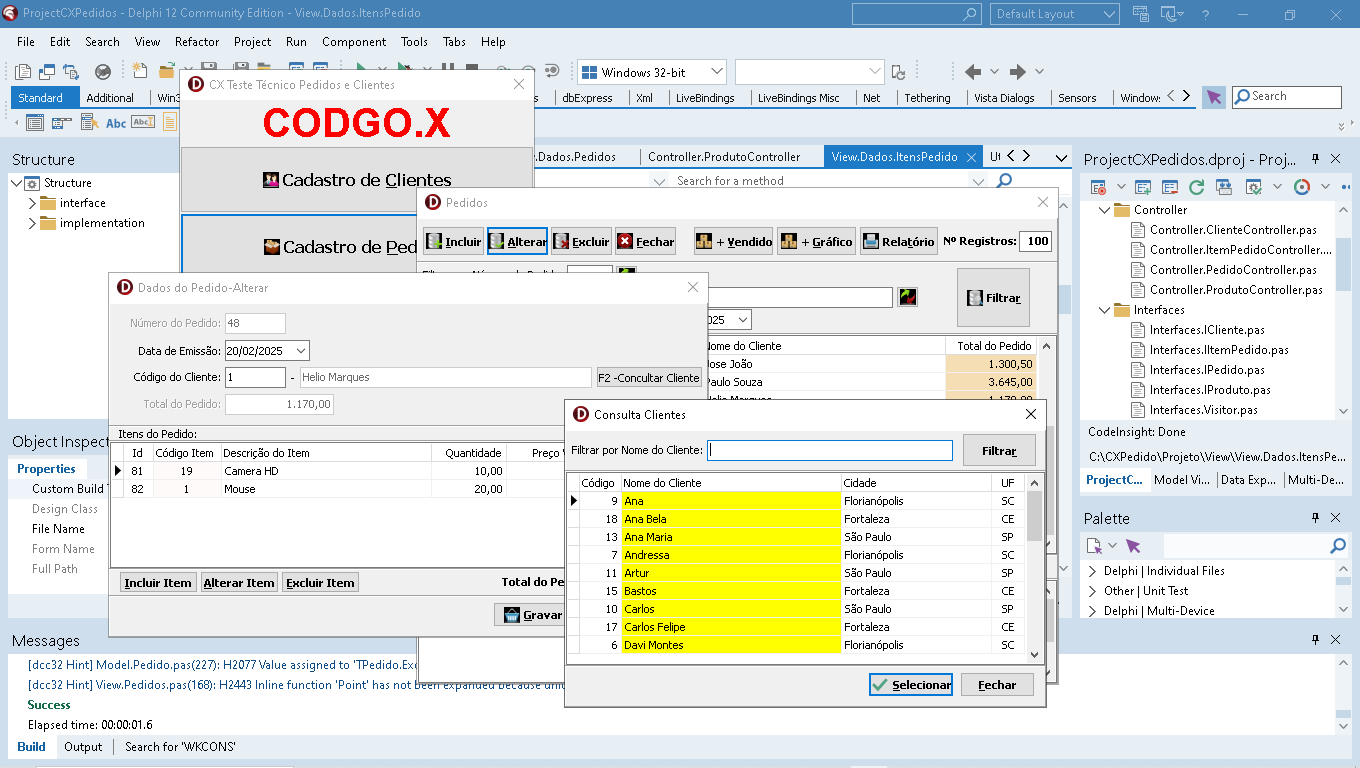 ProjectCXPedidos - Delphi 12 Community Edition - View.Dados.ItensPedido
Default Layout
File Edit Search View Refactor Project Run Component Tools Tabs Help
Windows 32-bit
Standard Additional dbExpress Xml LiveBindings LiveBindings Misc Net Tethering Vista Dialogs Sensors Search
Abc
Structure
Structure
interface
implementation
Object Inspect
Properties
Custom Build
Design Class
File Name
Form Name
Full Path
CX Teste Técnico Pedidos e Clientes
CODGO.X
Cadastro de Clientes
Cadastro de Ped
.Dados.Pedidos Controller.ProdutoController View.Dados.ItensPedido
Search for a method
Pedidos
Incluir Alterar Excluir Fechar + Vendido + Gráfico Relatório Nº Registros: 100
Filtrar
025
Nome do Cliente Total do Pedido
Jose João 1.300,50
Paulo Souza 3.645,00
Helio Marques 1.170,00
Dados do Pedido-Alterar
Número do Pedido: 48
Data de Emissão: 20/02/2025
Código do Cliente: 1 - Helio Marques F2 -Concultar Cliente
Total do Pedido: 1.170,00
Itens do Pedido:
Id Código Item Descrição do Item Quantidade Preço
81 19 Camera HD 10,00
82 1 Mouse 20,00
Incluir Item Alterar Item Excluir Item Total do Pe
Gravar
Consulta Clientes
Filtrar por Nome do Cliente: Filtrar
Código Nome do Cliente Cidade UF
9 Ana Florianópolis SC
18 Ana Bela Fortaleza CE
13 Ana Maria São Paulo SP
7 Andressa Florianópolis SC
11 Artur São Paulo SP
15 Bastos Fortaleza CE
10 Carlos São Paulo SP
17 Carlos Felipe Fortaleza CE
6 Davi Montes Florianópolis SC
Selecionar Fechar
ProjectCXPedidos.dproj - Proj...
Controller
Controller.ClienteController.pas
Controller.ItemPedidoController....
Controller.PedidoController.pas
Controller.ProdutoController.pas
Interfaces
Interfaces.ICliente.pas
Interfaces.IItemPedido.pas
Interfaces.IPedido.pas
Interfaces.IProduto.pas
Interfaces.Visitor.pas
CodeInsight: Done
C:\CXPedido\Projeto\View\View.Dados.ItensPe...
ProjectC... Model Vi... Data Exp... Multi-De...
Palette
Delphi | Individual Files
Other | Unit Test
Delphi | Multi-Device
Messages
[dcc32 Hint] Model.Pedido.pas(227): H2077 Value assigned to 'TPedido.Exc
[dcc32 Hint] View.Pedidos.pas(168): H2443 Inline function 'Point' has not been expanded because unit
Success
Elapsed time: 00:00:01.6
Build Output Search for 'WKCONS'